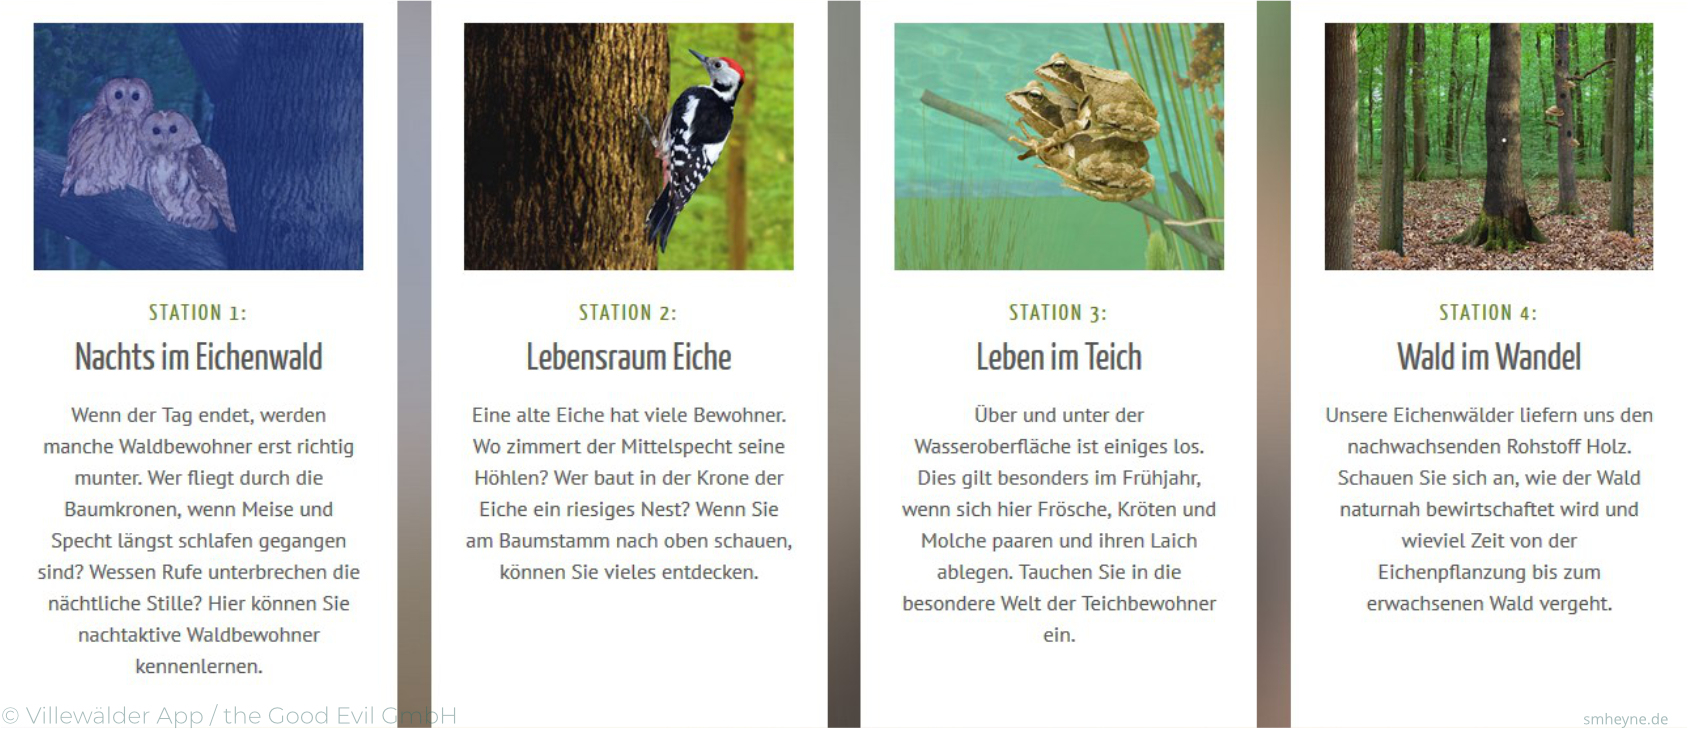 STATION 1:
Nachts im Eichenwald
Wenn der Tag endet, werden
manche Waldbewohner erst richtig
munter. Wer fliegt durch die
Baumkronen, wenn Meise und
Specht längst schlafen gegangen
sind? Wessen Rufe unterbrechen die
nächtliche Stille? Hier können Sie
nachtaktive Waldbewohner
kennenlernen.
STATION 2:
Lebensraum Eiche
Eine alte Eiche hat viele Bewohner.
Wo zimmert der Mittelspecht seine
Höhlen? Wer baut in der Krone der
Eiche ein riesiges Nest? Wenn Sie
am Baumstamm nach oben schauen,
können Sie vieles entdecken.
STATION 3:
Leben im Teich
Über und unter der
Wasseroberfläche ist einiges los.
Dies gilt besonders im Frühjahr,
wenn sich hier Frösche, Kröten und
Molche paaren und ihren Laich
ablegen. Tauchen Sie in die
besondere Welt der Teichbewohner
ein.
STATION 4:
Wald im Wandel
Unsere Eichenwälder liefern uns den
nachwachsenden Rohstoff Holz.
Schauen Sie sich an, wie der Wald
naturnah bewirtschaftet wird und
wieviel Zeit von der
Eichenpflanzung bis zum
erwachsenen Wald vergeht.
© Villewälder App / the Good Evil GmbH
smheyne.de